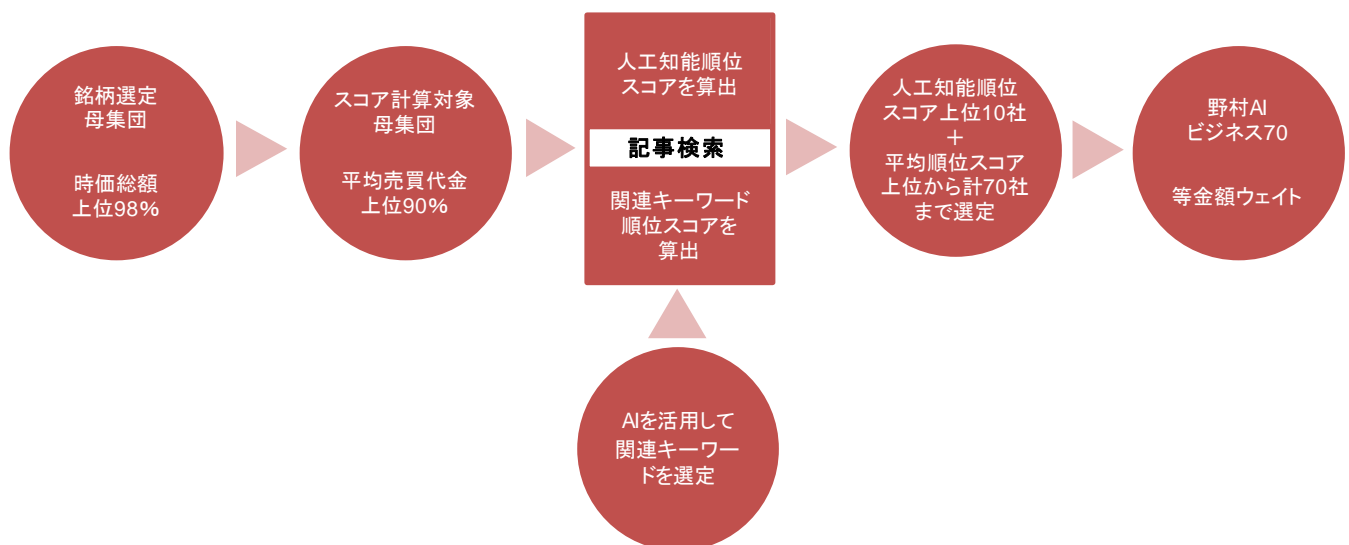 銘柄選定
母集団
時価総額
上位98%
スコア計算対象
母集団
平均売買代金
上位90%
人工知能順位
スコアを算出
記事検索
関連キーワード
順位スコアを
算出
人工知能順位
スコア上位10社
＋
平均順位スコア
上位から計70社
まで選定
野村AI
ビジネス70
等金額ウェイト
AIを活用して
関連キーワー
ドを選定